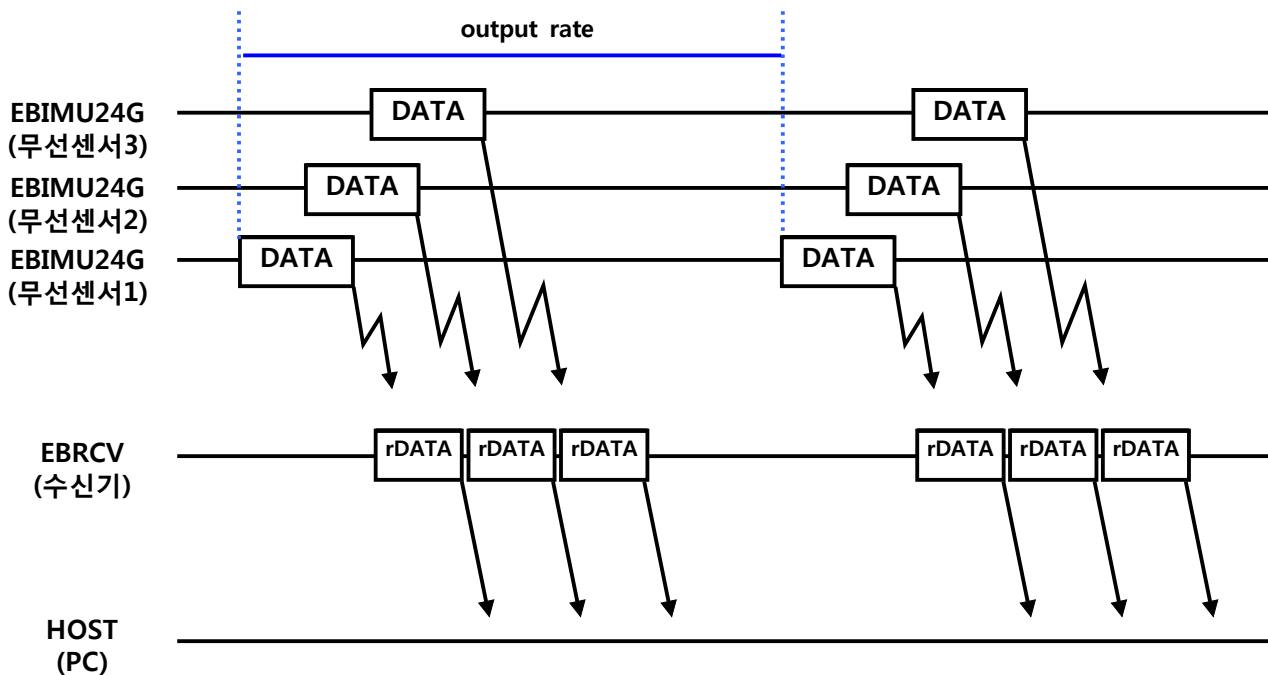 output rate
EBIMU24G
(무선센서3)
DATA
DATA
EBIMU24G
(무선센서2)
DATA
DATA
EBIMU24G
(무선센서1)
DATA
DATA
EBRCV
(수신기)
rDATA
rDATA
rDATA
rDATA
rDATA
rDATA
HOST
(PC)